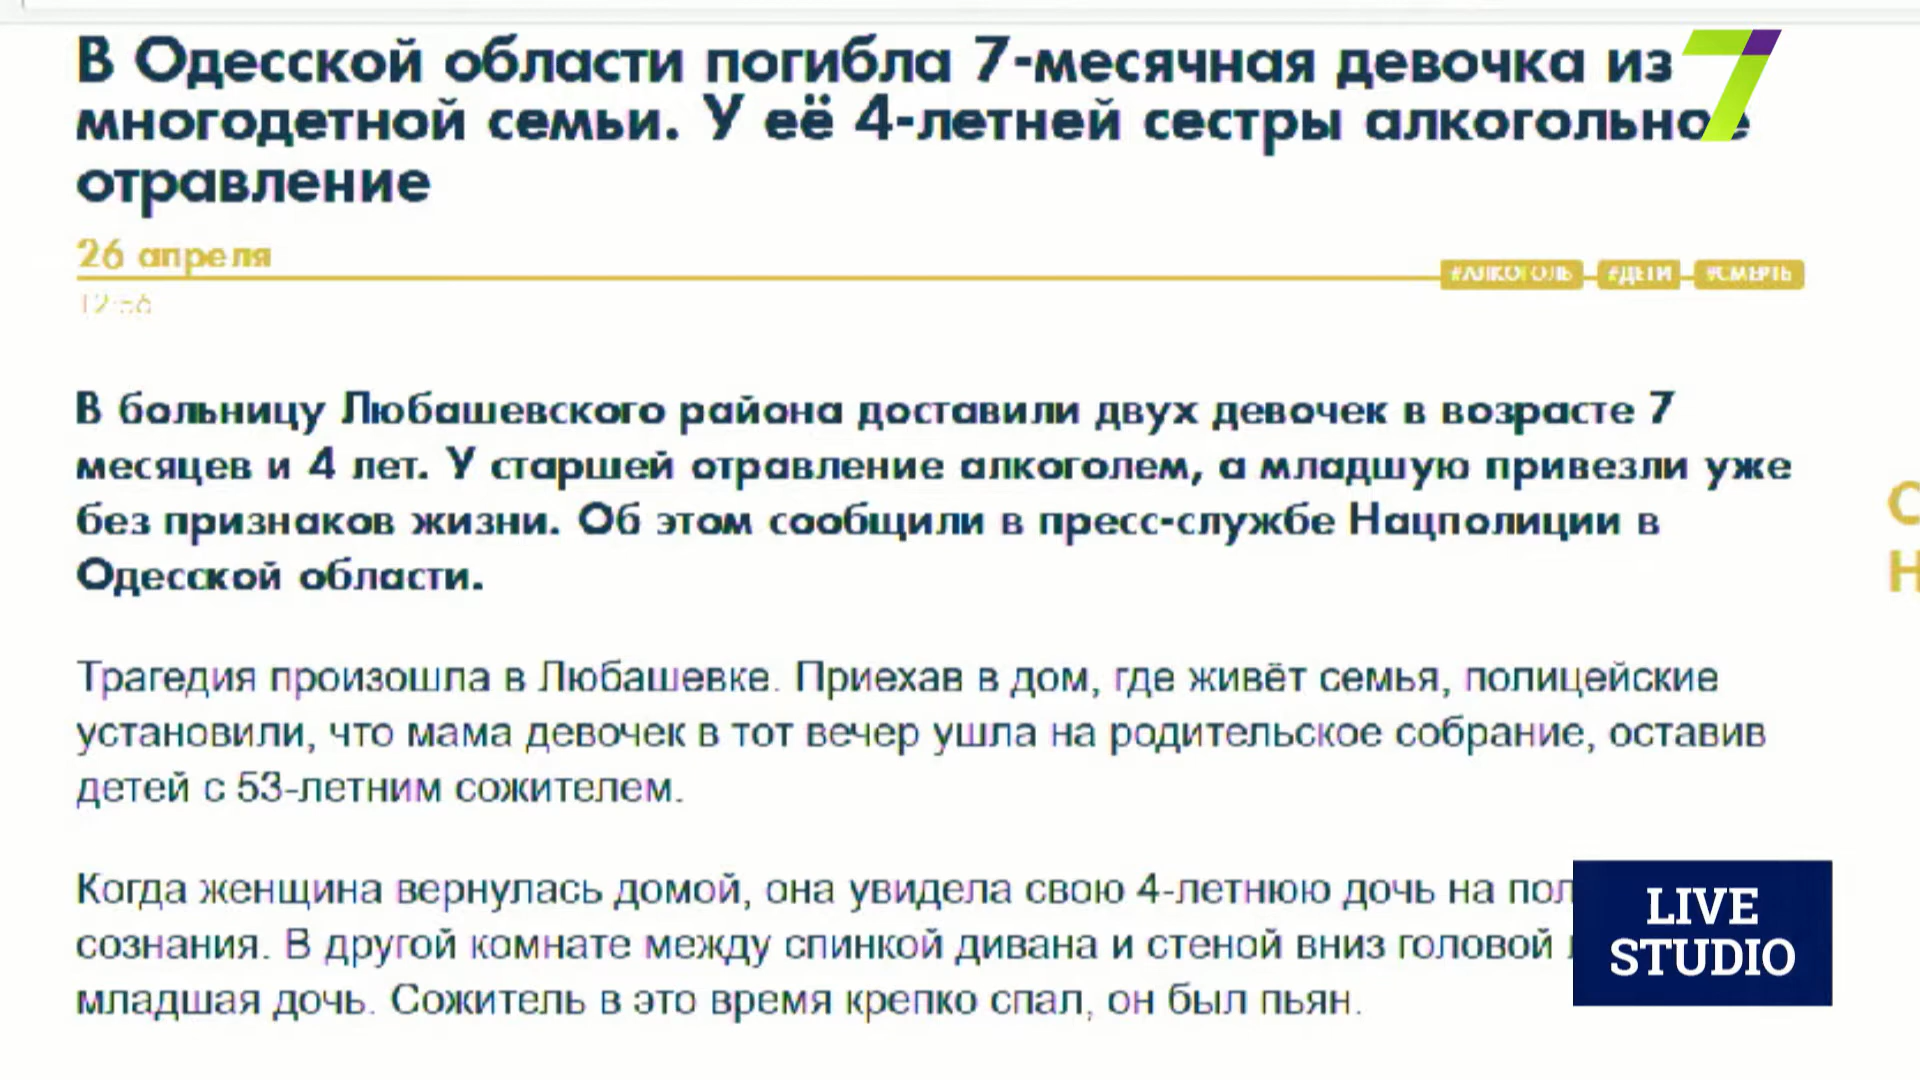 В Одесской области погибла 7-месячная девочка из
многодетной семьи. У её 4-летней сестры алкогольное
отравление
26 апреля
#АЛКОГОЛЬ #ДЕТИ #СМЕРТЬ
12:56
В больницу Любашевского района доставили двух девочек в возрасте 7
месяцев и 4 лет. У старшей отравление алкоголем, а младшую привезли уже
без признаков жизни. Об этом сообщили в пресс-службе Нацполиции в
Одесской области.
Трагедия произошла в Любашевке. Приехав в дом, где живёт семья, полицейские
установили, что мама девочек в тот вечер ушла на родительское собрание, оставив
детей с 53-летним сожителем.
Когда женщина вернулась домой, она увидела свою 4-летнюю дочь на пол
сознания. В другой комнате между спинкой дивана и стеной вниз головой
младшая дочь. Сожитель в это время крепко спал, он был пьян.
7
LIVE
STUDIO